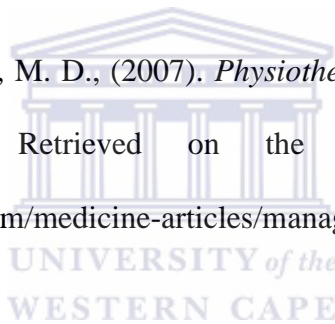 , M. D., (2007). Physiothe
Retrieved on the
m/medicine-articles/manag
UNIVERSITY of the
WESTERN CAPE